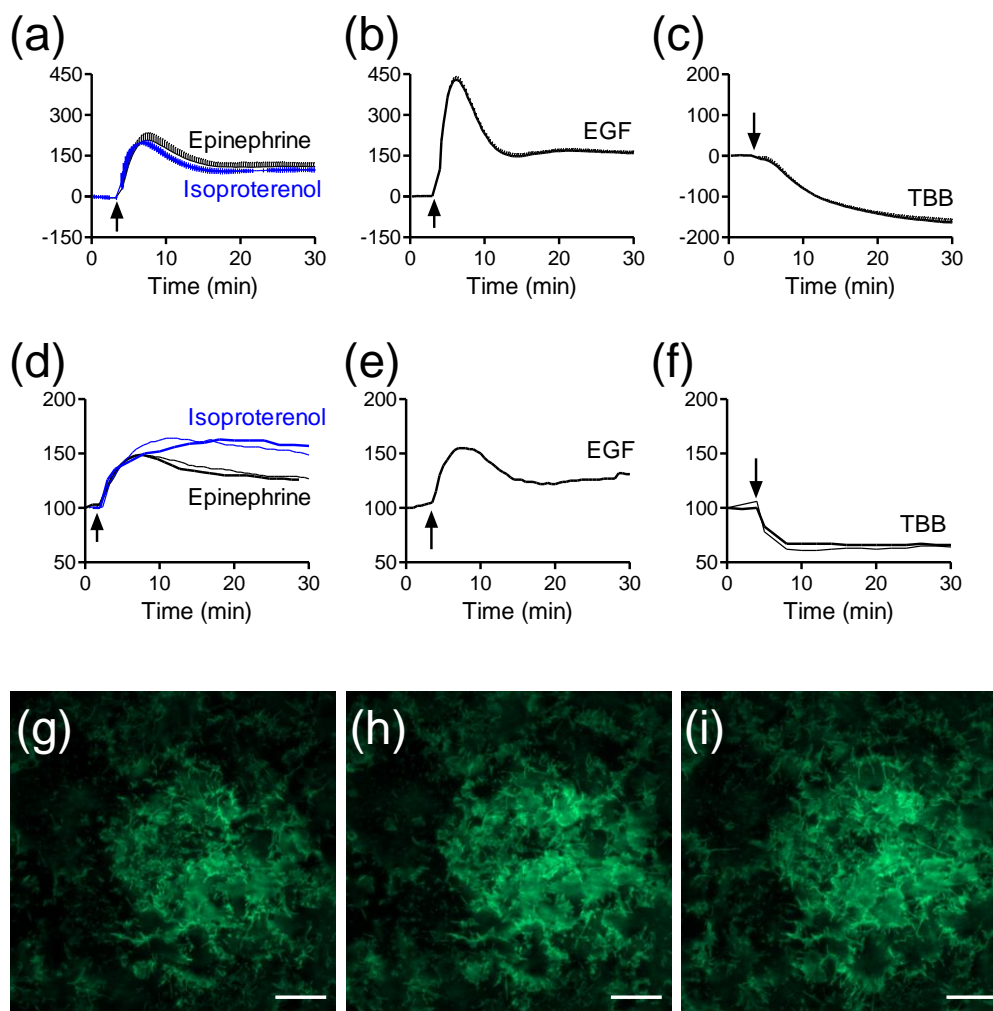 (a) (b) (c)
450 450 200
300 300 100
Epinephrine EGF
150 150 0
Isoproterenol TBB
0 0 -100
-150 -150 -200
0 10 20 30 0 10 20 30 0 10 20 30
Time (min) Time (min) Time (min)
(d) (e) (f)
200 200 200
Isoproterenol
150 150 150
EGF
Epinephrine TBB
100 100 100
50 50 50
0 10 20 30 0 10 20 30 0 10 20 30
Time (min) Time (min) Time (min)
(g) (h) (i)